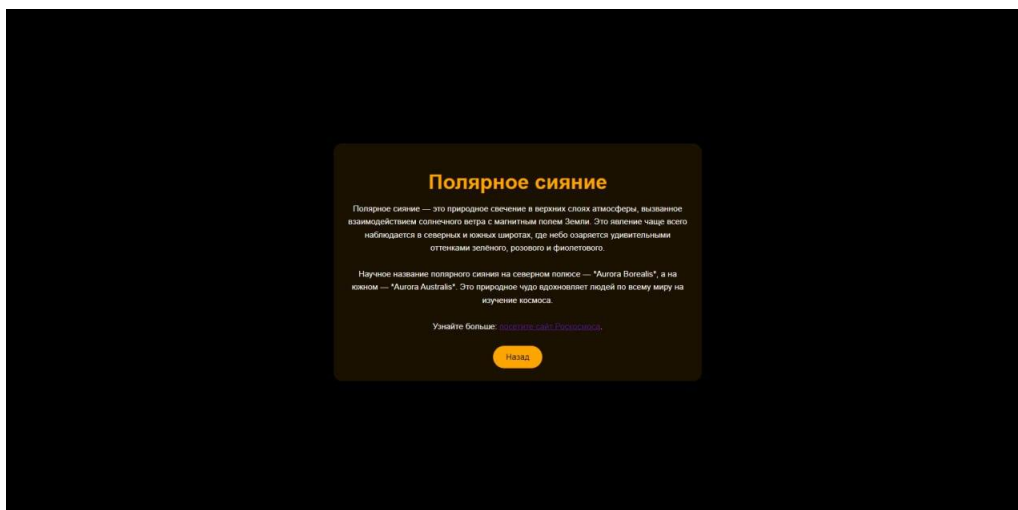 Полярное сияние
Полярное сияние — это природное свечение в верхних слоях атмосферы, вызванное
взаимодействием солнечного ветра с магнитным полем Земли. Это явление чаще всего
наблюдается в северных и южных широтах, где небо озаряется удивительными
оттенками зелёного, розового и фиолетового.
Научное название полярного сияния на северном полюсе — *Aurora Borealis*, а на
южном — *Aurora Australis*. Это природное чудо вдохновляет людей по всему миру на
изучение космоса.
Узнайте больше: посетите сайт Роскосмоса.
Назад